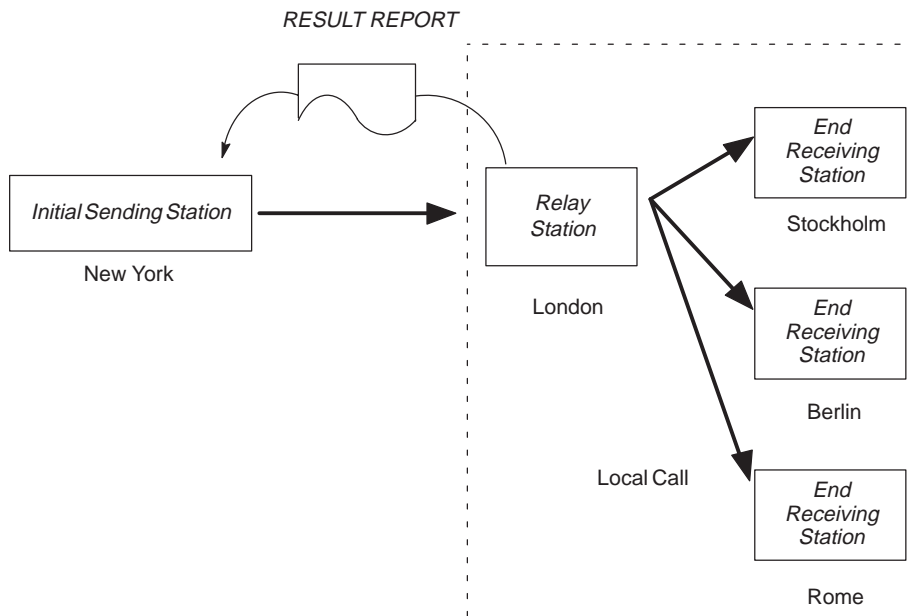 RESULT REPORT
Initial Sending Station
New York
Relay
Station
London
End
Receiving
Station
Stockholm
End
Receiving
Station
Berlin
Local Call
End
Receiving
Station
Rome